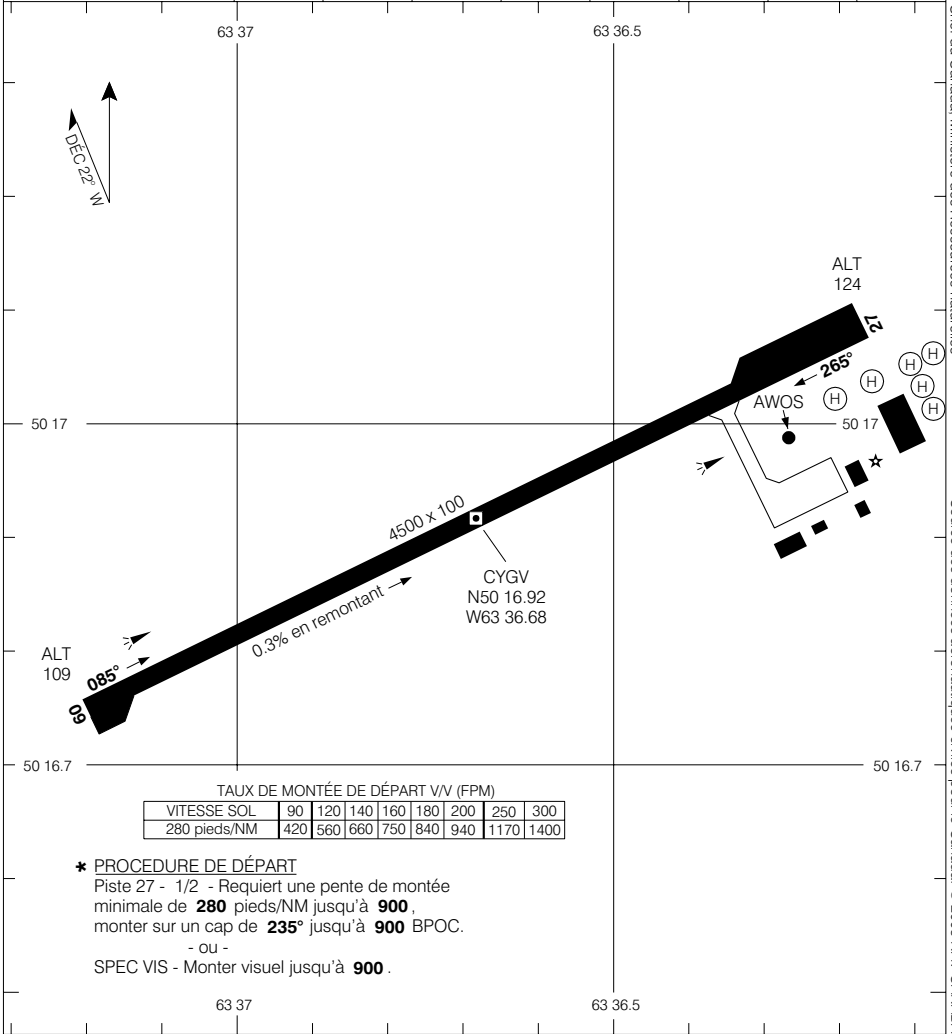 63 37
63 36.5
DÉC 22° W
ALT
124
27
265°
H
H
H
H
H
H
AWOS
50 17
50 17
4500 x 100
CYGV
N50 16.92
W63 36.68
0.3% en remontant
ALT
109
085°
09
50 16.7
50 16.7
TAUX DE MONTÉE DE DÉPART V/V (FPM)
VITESSE SOL 90 120 140 160 180 200 250 300
280 pieds/NM 420 560 660 750 840 940 1170 1400
* PROCEDURE DE DÉPART
Piste 27 - 1/2 - Requiert une pente de montée
minimale de 280 pieds/NM jusqu'à 900,
monter sur un cap de 235° jusqu'à 900 BPOC.
- ou -
SPEC VIS - Monter visuel jusqu'à 900.
63 37
63 36.5